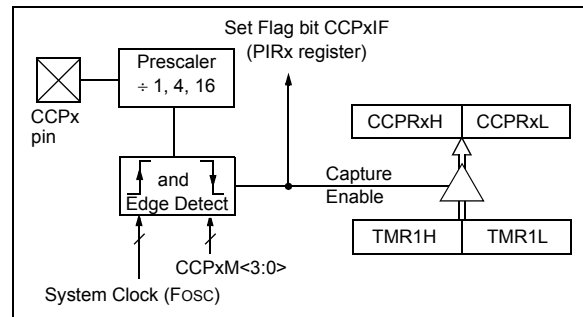 Set Flag bit CCPxIF
(PIRx register)
Prescaler
÷ 1, 4, 16
CCPx
pin
CCPRxH CCPRxL
and
Edge Detect
Capture
Enable
TMR1H TMR1L
CCPxM<3:0>
System Clock (FOSC)